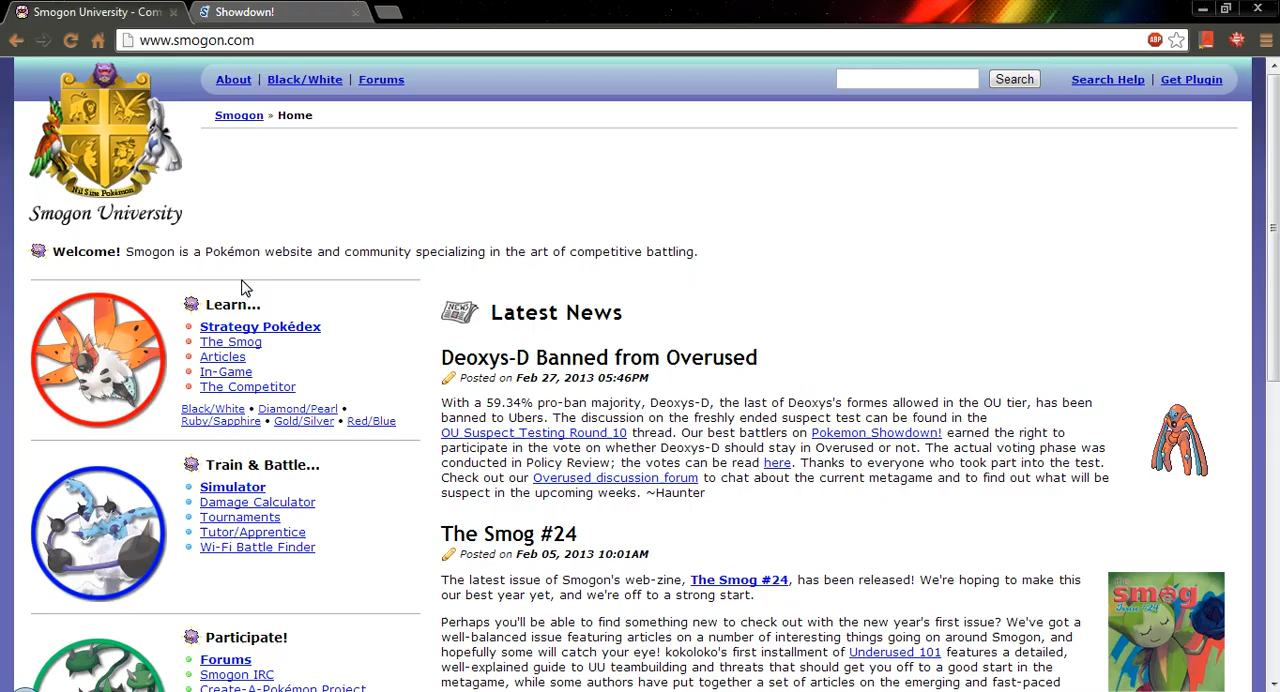 Smogon University - Com
Showdown!
www.smogon.com
ABP
About | Black/White | Forums
Search
Search Help | Get Plugin
Smogon » Home
Nil Sine Pokémon
Smogon University
Welcome! Smogon is a Pokémon website and community specializing in the art of competitive battling.
Learn...
Strategy Pokédex
The Smog
Articles
In-Game
The Competitor
Black/White • Diamond/Pearl •
Ruby/Sapphire • Gold/Silver • Red/Blue
Train & Battle...
Simulator
Damage Calculator
Tournaments
Tutor/Apprentice
Wi-Fi Battle Finder
Participate!
Forums
Smogon IRC
Create-A-Pokémon Project
NEWS
Latest News
Deoxys-D Banned from Overused
Posted on Feb 27, 2013 05:46PM
With a 59.34% pro-ban majority, Deoxys-D, the last of Deoxys's formes allowed in the OU tier, has been
banned to Ubers. The discussion on the freshly ended suspect test can be found in the
OU Suspect Testing Round 10 thread. Our best battlers on Pokemon Showdown! earned the right to
participate in the vote on whether Deoxys-D should stay in Overused or not. The actual voting phase was
conducted in Policy Review; the votes can be read here. Thanks to everyone who took part into the test.
Check out our Overused discussion forum to chat about the current metagame and to find out what will be
suspect in the upcoming weeks. ~Haunter
The Smog #24
Posted on Feb 05, 2013 10:01AM
The latest issue of Smogon's web-zine, The Smog #24, has been released! We're hoping to make this
our best year yet, and we're off to a strong start.
Perhaps you'll be able to find something new to check out with the new year's first issue? We've got a
well-balanced issue featuring articles on a number of interesting things going on around Smogon, and
hopefully some will catch your eye! kokoloko's first installment of Underused 101 features a detailed,
well-explained guide to UU teambuilding and threats that should get you off to a good start in the
metagame, while some authors have put together a set of articles on the emerging and fast-paced
the
smog
Issue #24